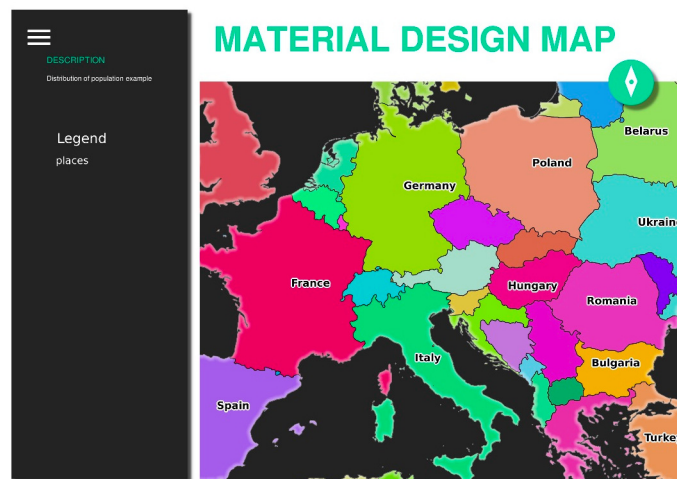 MATERIAL DESIGN MAP
DESCRIPTION
Distribution of population example
Legend
places
Belarus
Poland
Germany
Ukrain
France
Hungary
Romania
Italy
Bulgaria
Spain
Turke